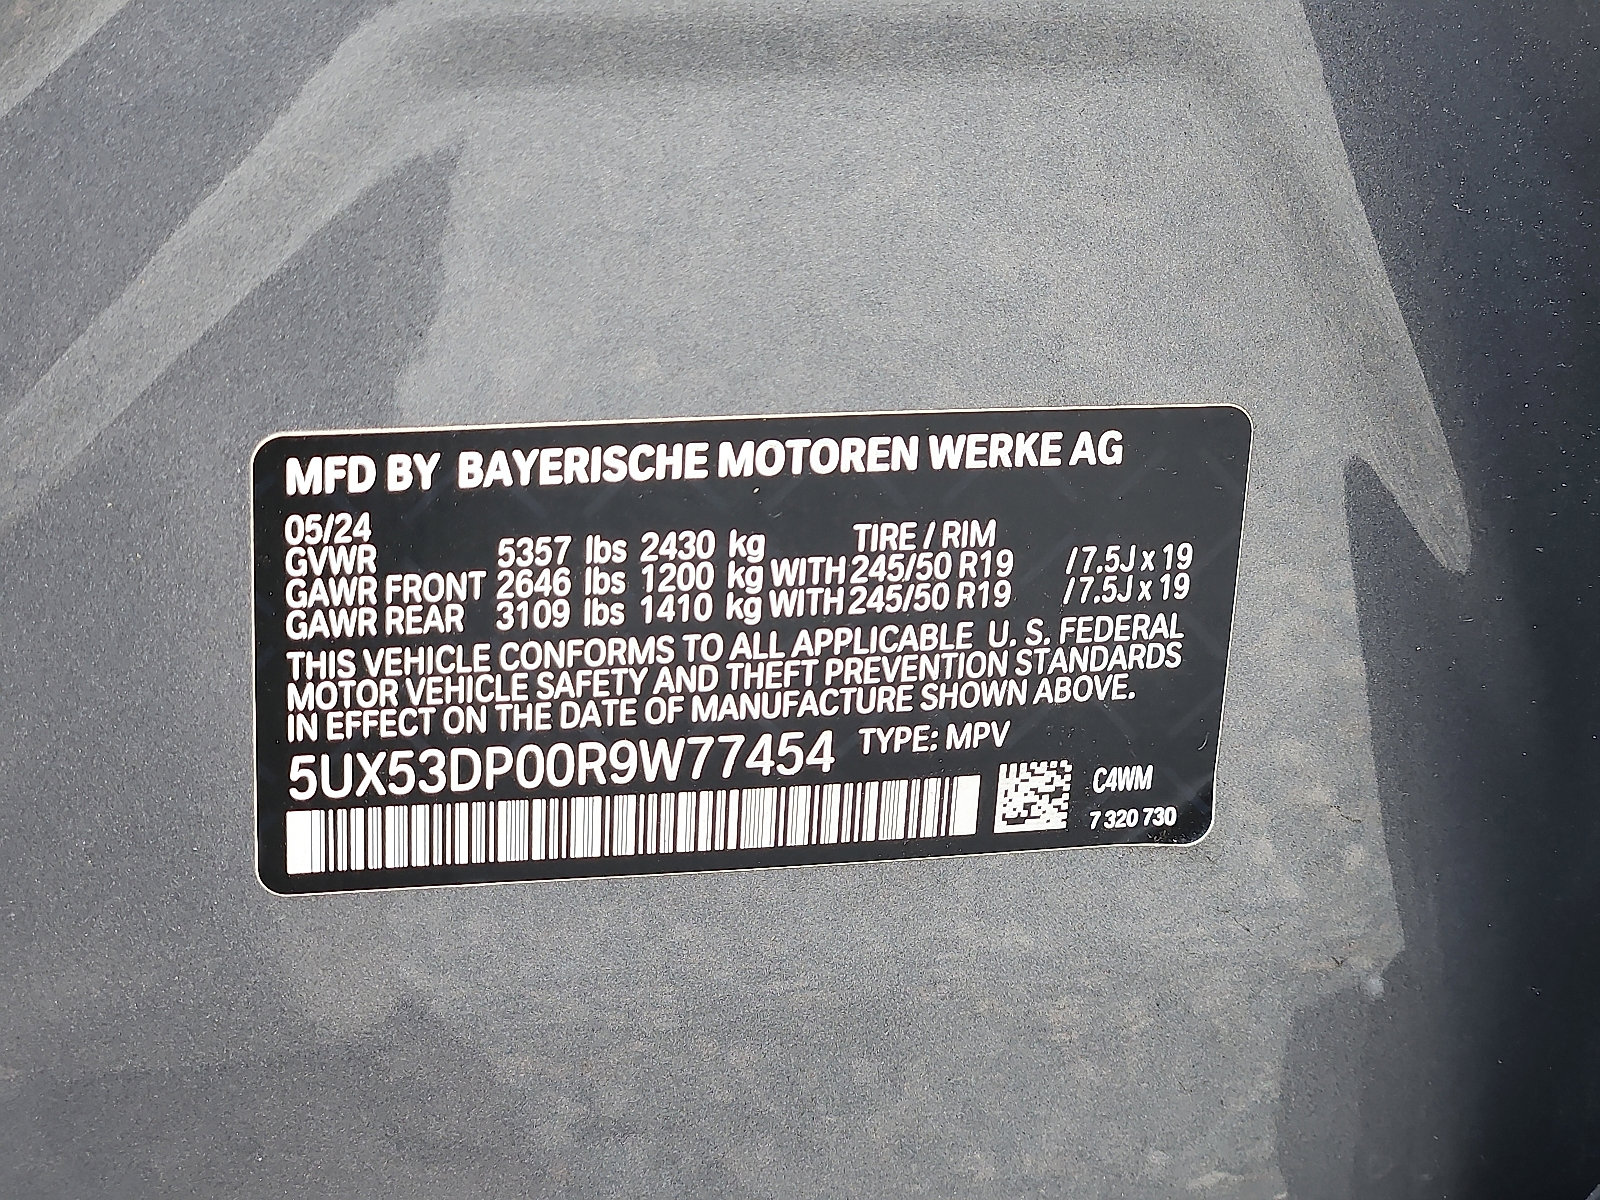 MFD BY BAYERISCHE MOTOREN WERKE AG
05/24
GVWR 5357 lbs 2430 kg TIRE / RIM
GAWR FRONT 2646 lbs 1200 kg WITH 245/50 R19 /7.5J x 19
GAWR REAR 3109 lbs 1410 kg WITH 245/50 R19 /7.5J x 19
THIS VEHICLE CONFORMS TO ALL APPLICABLE U. S. FEDERAL
MOTOR VEHICLE SAFETY AND THEFT PREVENTION STANDARDS
IN EFFECT ON THE DATE OF MANUFACTURE SHOWN ABOVE.
5UX53DP00R9W77454 TYPE: MPV
C4WM
7 320 730